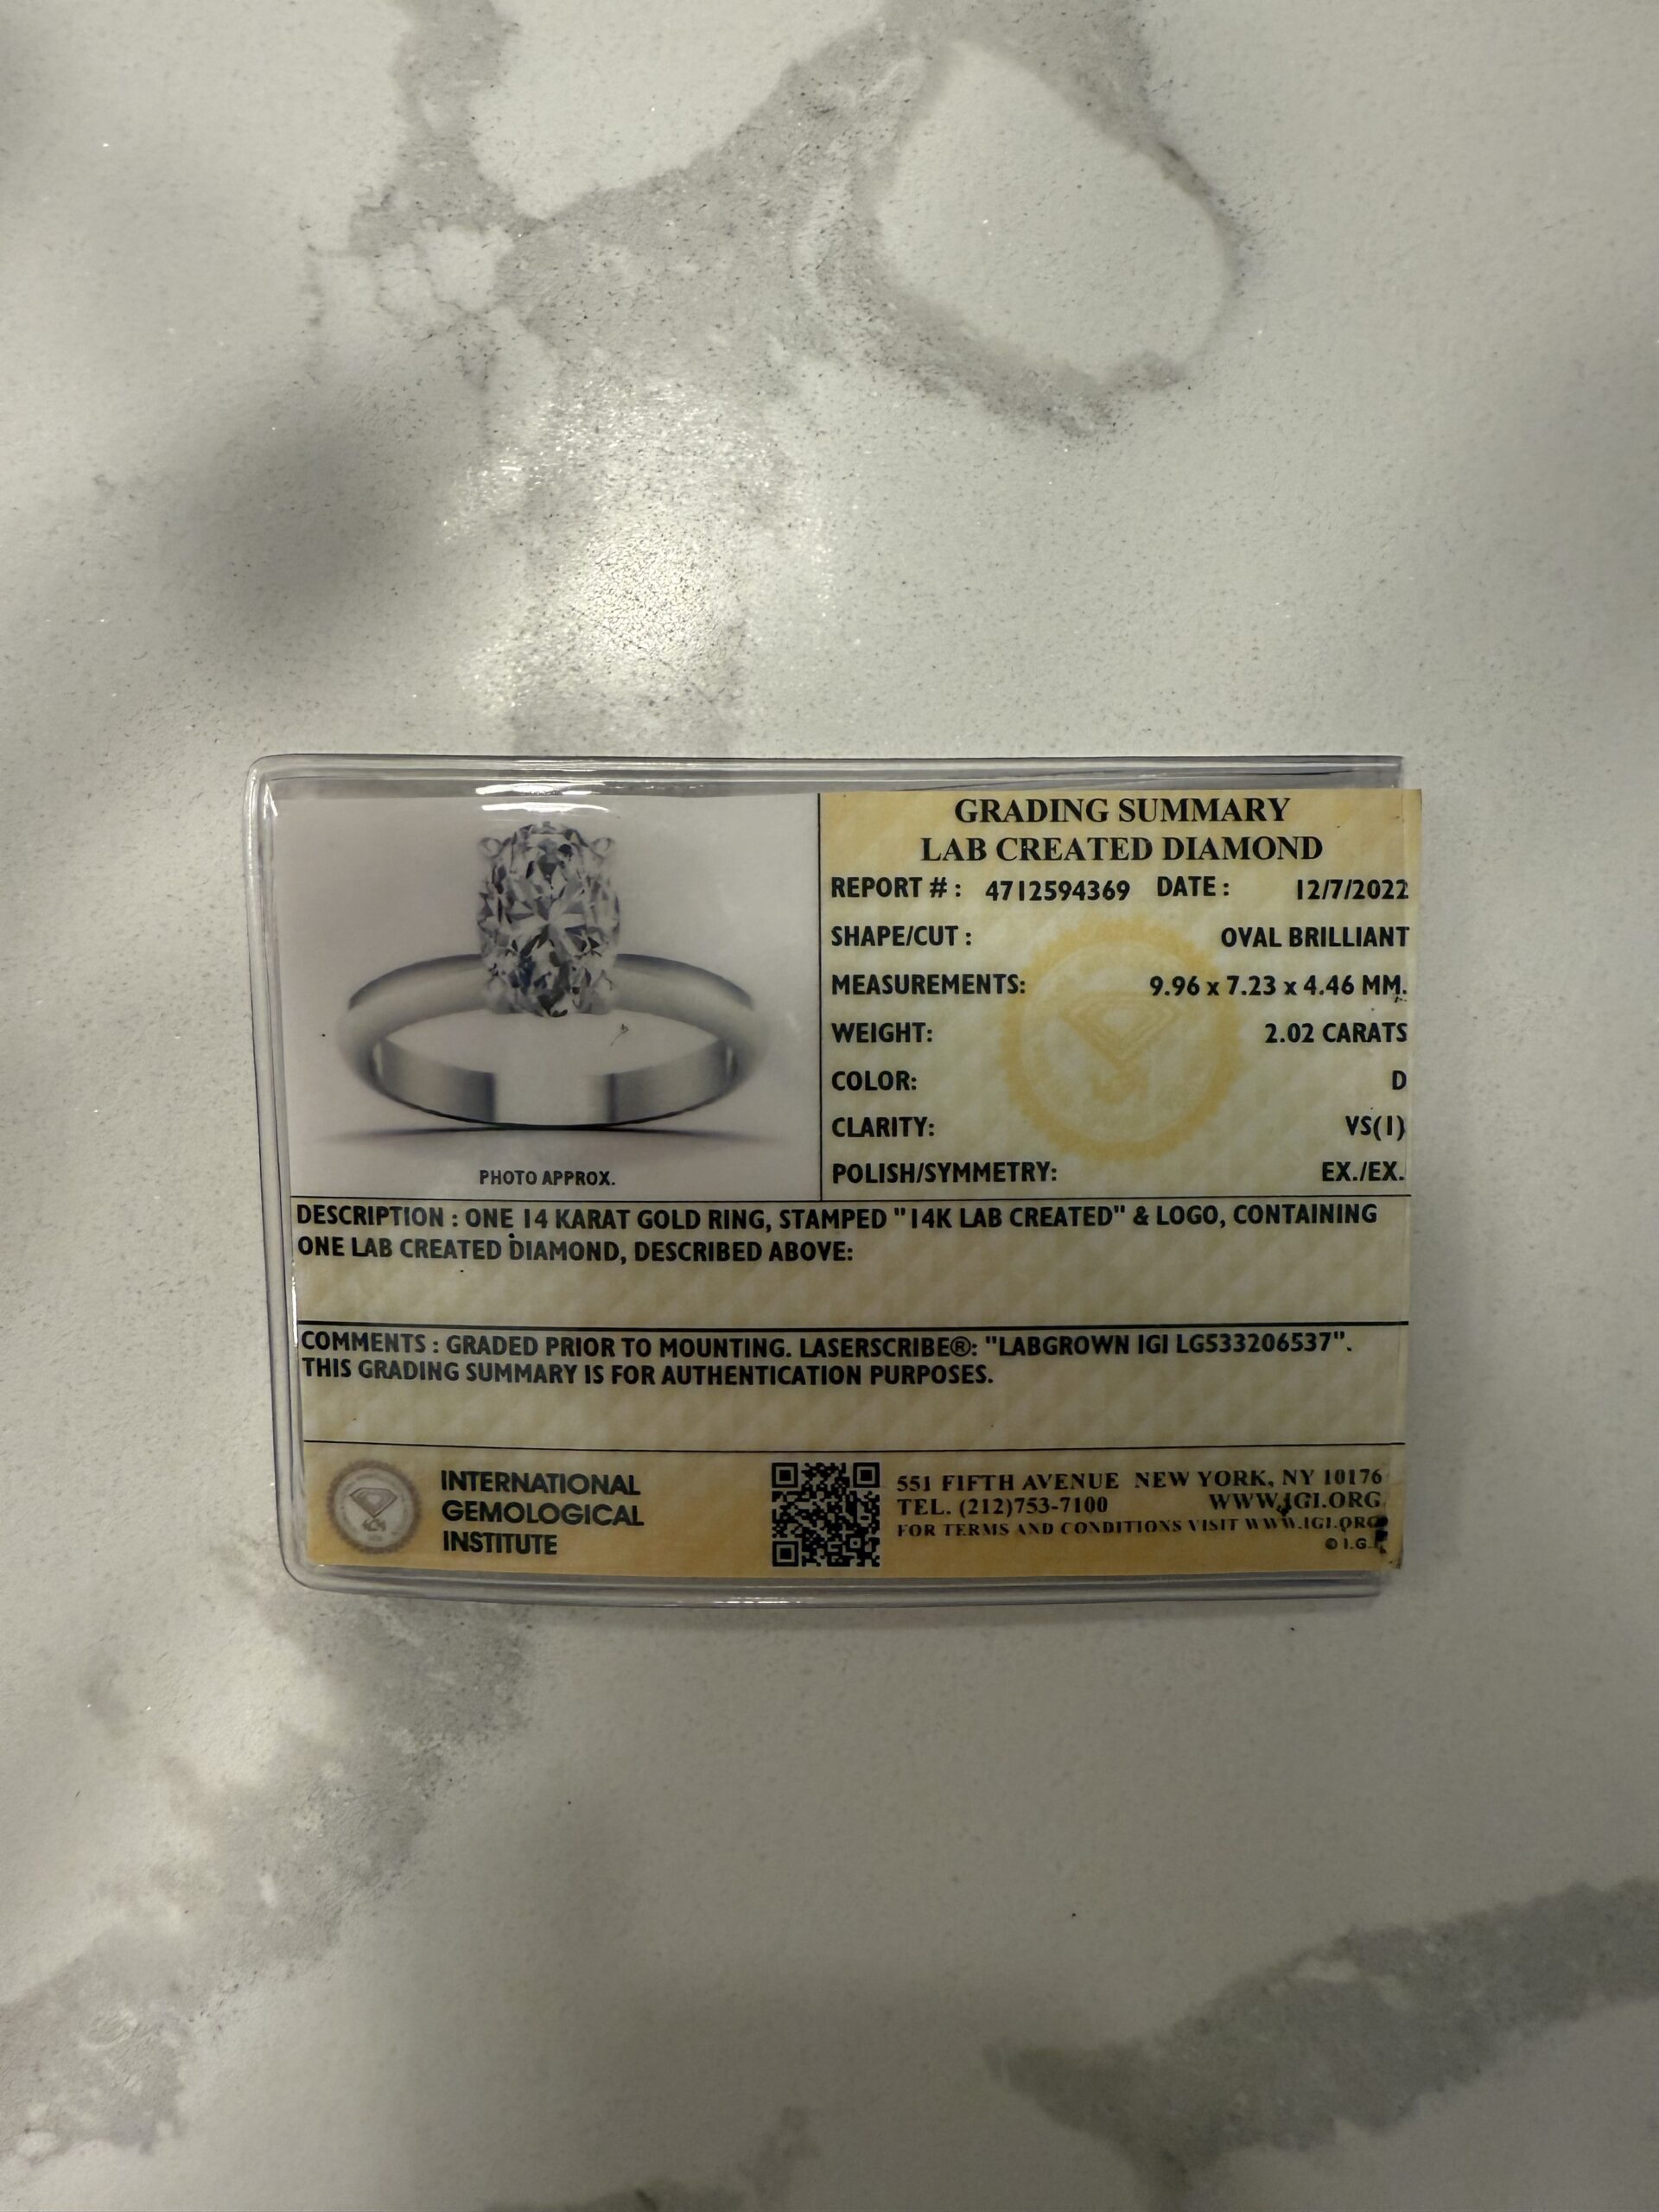 GRADING SUMMARY
LAB CREATED DIAMOND
REPORT # : 4712594369 DATE : 12/7/2022
SHAPE/CUT : OVAL BRILLIANT
MEASUREMENTS: 9.96 x 7.23 x 4.46 MM.
WEIGHT: 2.02 CARATS
COLOR: D
CLARITY: VS(1)
POLISH/SYMMETRY: EX./EX.
PHOTO APPROX.
DESCRIPTION : ONE 14 KARAT GOLD RING, STAMPED "14K LAB CREATED" & LOGO, CONTAINING
ONE LAB CREATED DIAMOND, DESCRIBED ABOVE:
COMMENTS : GRADED PRIOR TO MOUNTING. LASERSCRIBE®: "LABGROWN IGI LG533206537".
THIS GRADING SUMMARY IS FOR AUTHENTICATION PURPOSES.
INTERNATIONAL
GEMOLOGICAL
INSTITUTE
551 FIFTH AVENUE NEW YORK, NY 10176
TEL. (212)753-7100 WWW.IGI.ORG
FOR TERMS AND CONDITIONS VISIT WWW.IGI.ORG
©